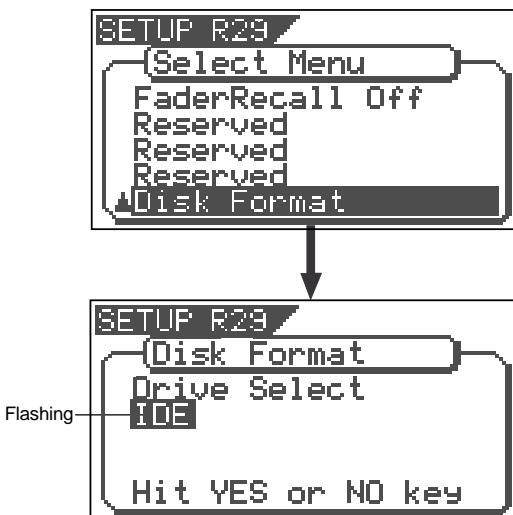 SETUP R29
Select Menu
FaderRecall Off
Reserved
Reserved
Reserved
▲Disk Format
SETUP R29
Disk Format
Drive Select
Flashing
IDE
Hit YES or NO key